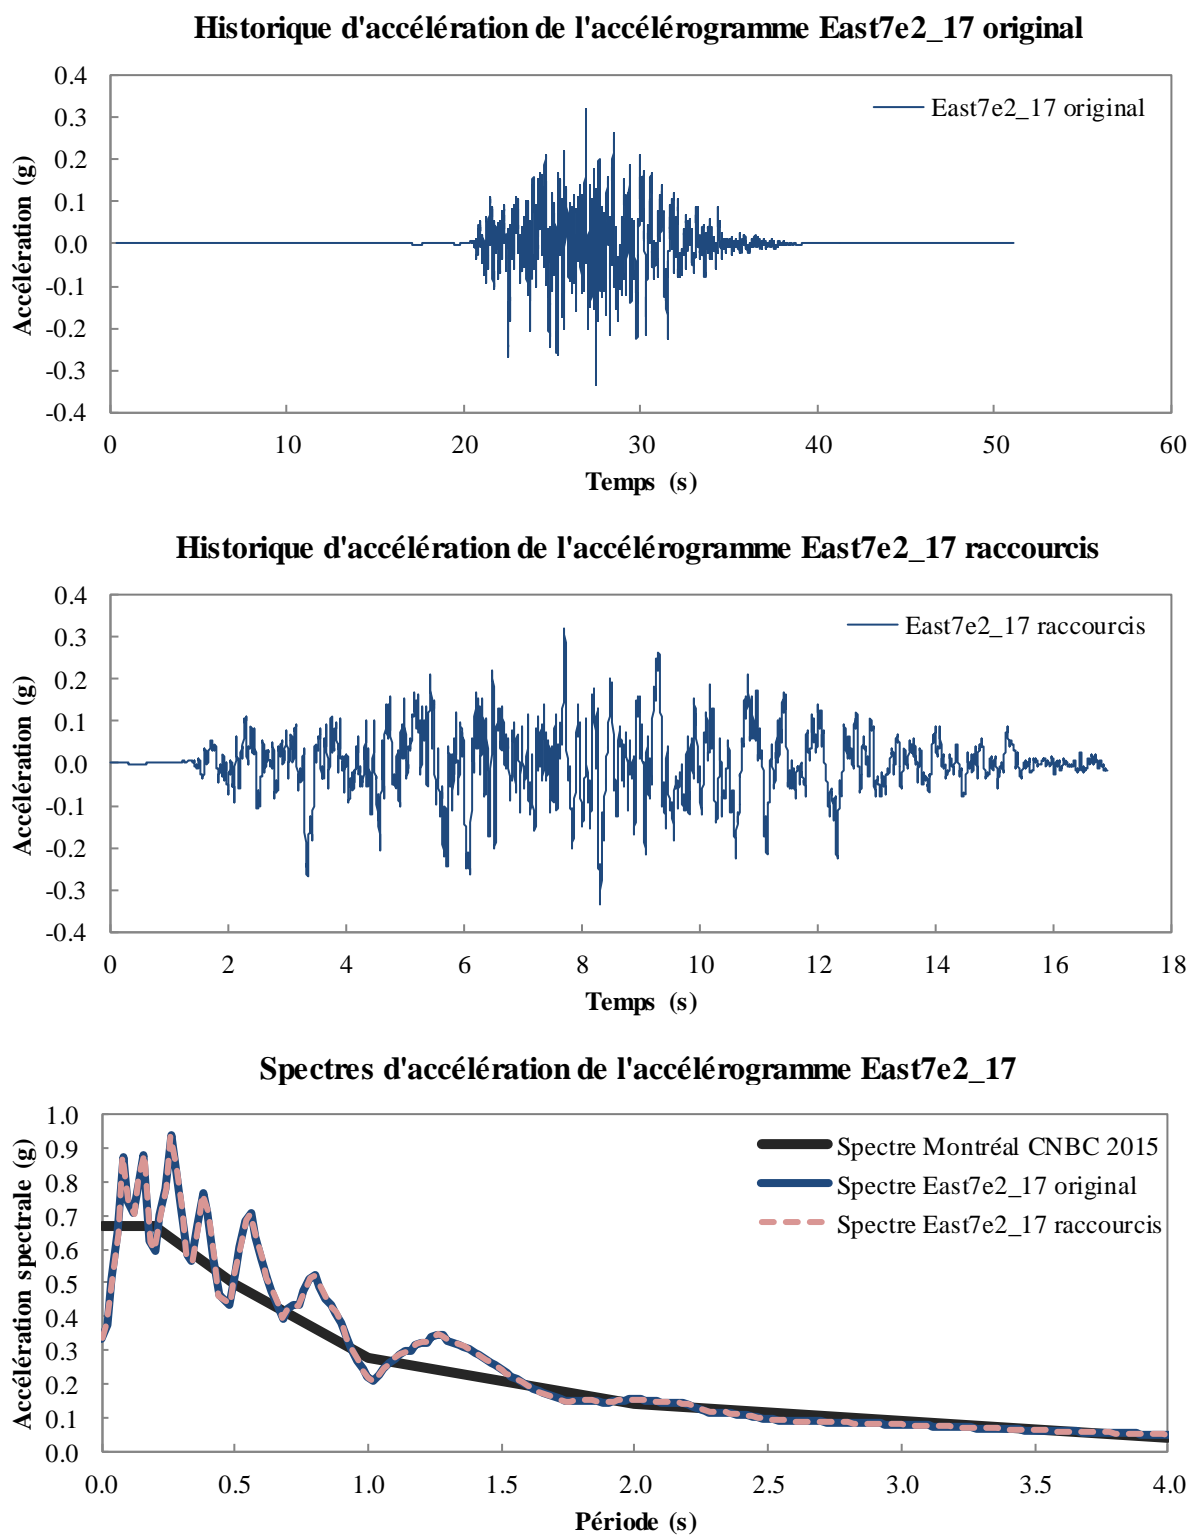 Historique d'accélération de l'accélérogramme East7e2_17 original
0.4
East7e2_17 original
0.3
0.2
0.1
0.0
-0.1
-0.2
-0.3
-0.4
Accélération (g)
0 10 20 30 40 50 60
Temps (s)
Historique d'accélération de l'accélérogramme East7e2_17 raccourcis
0.4
East7e2_17 raccourcis
0.3
0.2
0.1
0.0
-0.1
-0.2
-0.3
-0.4
Accélération (g)
0 2 4 6 8 10 12 14 16 18
Temps (s)
Spectres d'accélération de l'accélérogramme East7e2_17
1.0
0.9
0.8
0.7
0.6
0.5
0.4
0.3
0.2
0.1
0.0
Accélération spectrale (g)
Spectre Montréal CNBC 2015
Spectre East7e2_17 original
Spectre East7e2_17 raccourcis
0.0 0.5 1.0 1.5 2.0 2.5 3.0 3.5 4.0
Période (s)